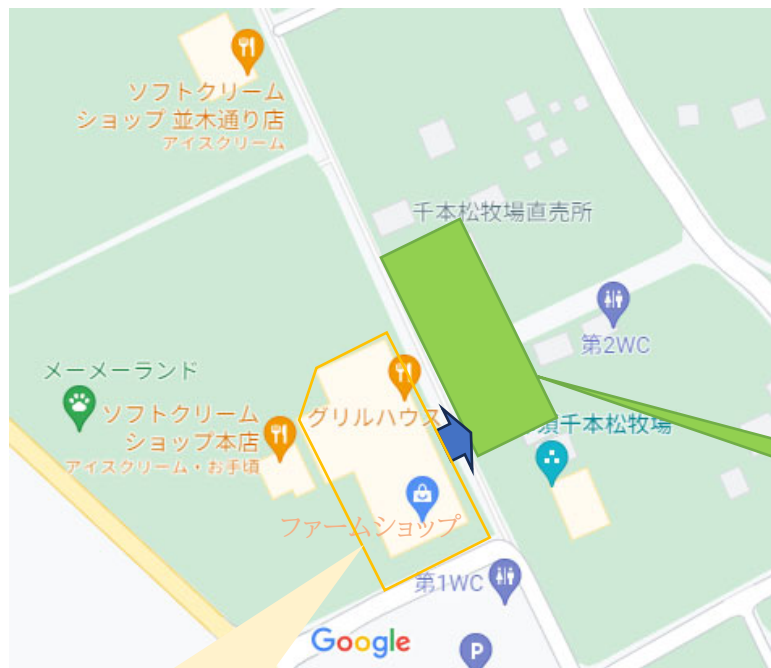 ソフトクリーム
ショップ 並木通り店
アイスクリーム
千本松牧場直売所
第2WC
メーメーランド
ソフトクリーム
ショップ本店
アイスクリーム・お手頃
グリルハウス
須千本松牧場
ファームショップ
第1WC
Google
P